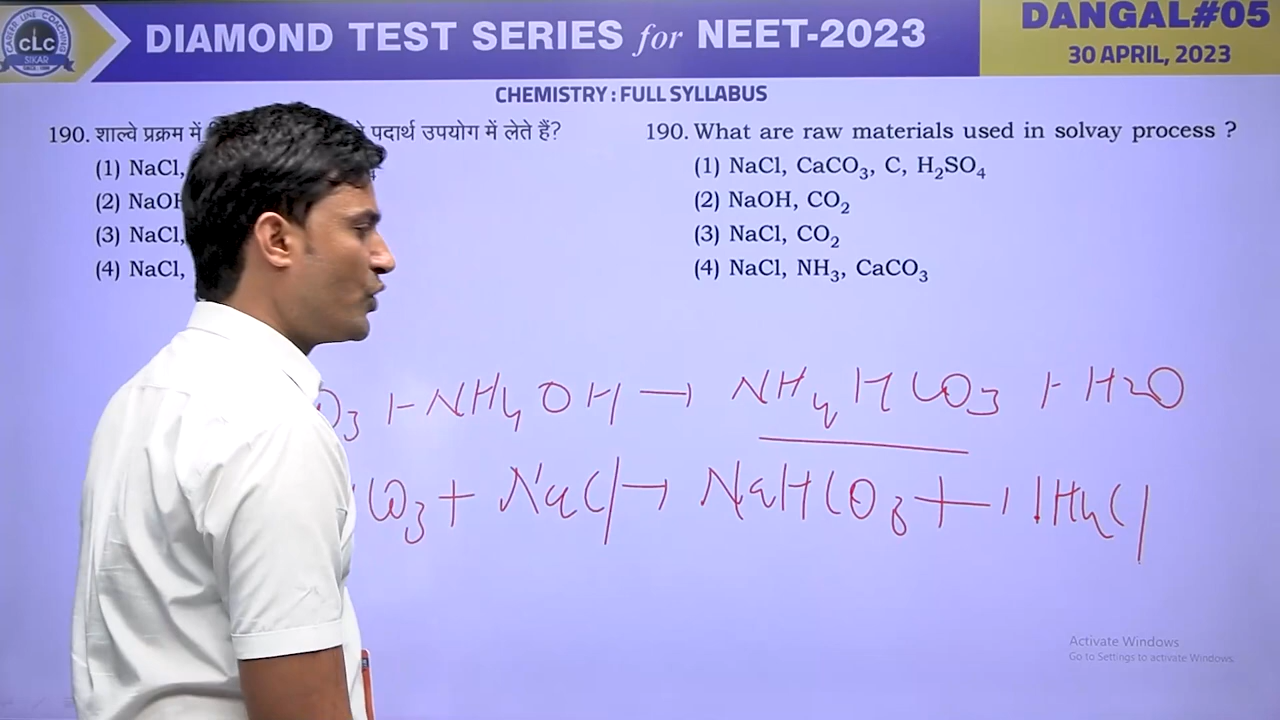 CAREER LINE COACHING
CLC
SIKAR
DIAMOND TEST SERIES for NEET-2023
DANGAL#05
30 APRIL, 2023
CHEMISTRY : FULL SYLLABUS
190. शाल्वे प्रक्रम में पदार्थ उपयोग में लेते हैं?
(1) NaCl,
(2) NaOH
(3) NaCl,
(4) NaCl,
190. What are raw materials used in solvay process ?
(1) NaCl, CaCO₃, C, H₂SO₄
(2) NaOH, CO₂
(3) NaCl, CO₂
(4) NaCl, NH₃, CaCO₃
O₃ + NH₄OH → NH₄HCO₃ + H₂O
CO₃ + NaCl → NaHCO₃ + NH₄Cl
Activate Windows
Go to Settings to activate Windows.